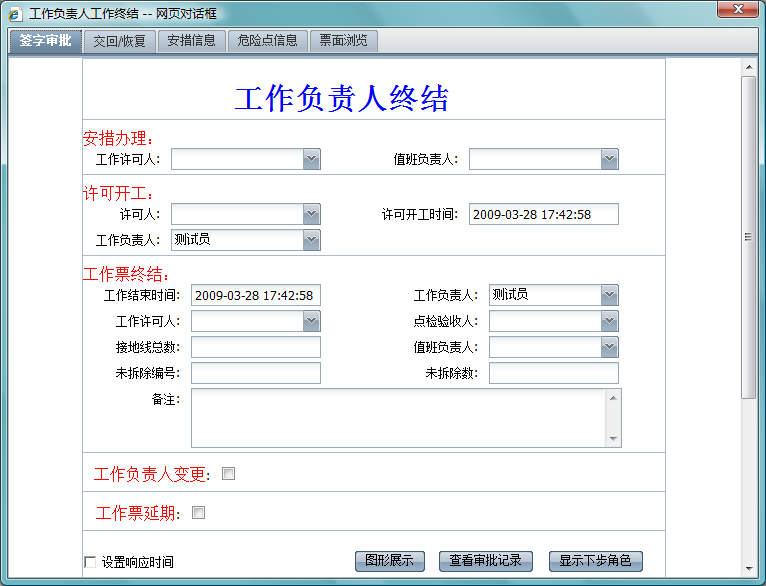 工作负责人工作终结 -- 网页对话框
签字审批 交回/恢复 安措信息 危险点信息 票面浏览
工作负责人终结
安措办理：
工作许可人: 值班负责人:
许可开工：
许可人: 许可开工时间: 2009-03-28 17:42:58
工作负责人: 测试员
工作票终结：
工作结束时间: 2009-03-28 17:42:58 工作负责人: 测试员
工作许可人: 点检验收人:
接地线总数: 值班负责人:
未拆除编号: 未拆除数:
备注:
工作负责人变更:
工作票延期:
设置响应时间 图形展示 查看审批记录 显示下步角色